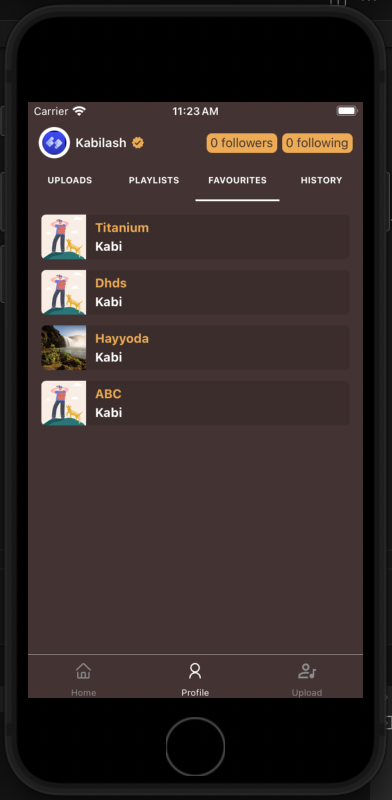 Carrier 11:23 AM
Kabilash 0 followers 0 following
UPLOADS PLAYLISTS FAVOURITES HISTORY
Titanium
Kabi
Dhds
Kabi
Hayyoda
Kabi
ABC
Kabi
Home Profile Upload